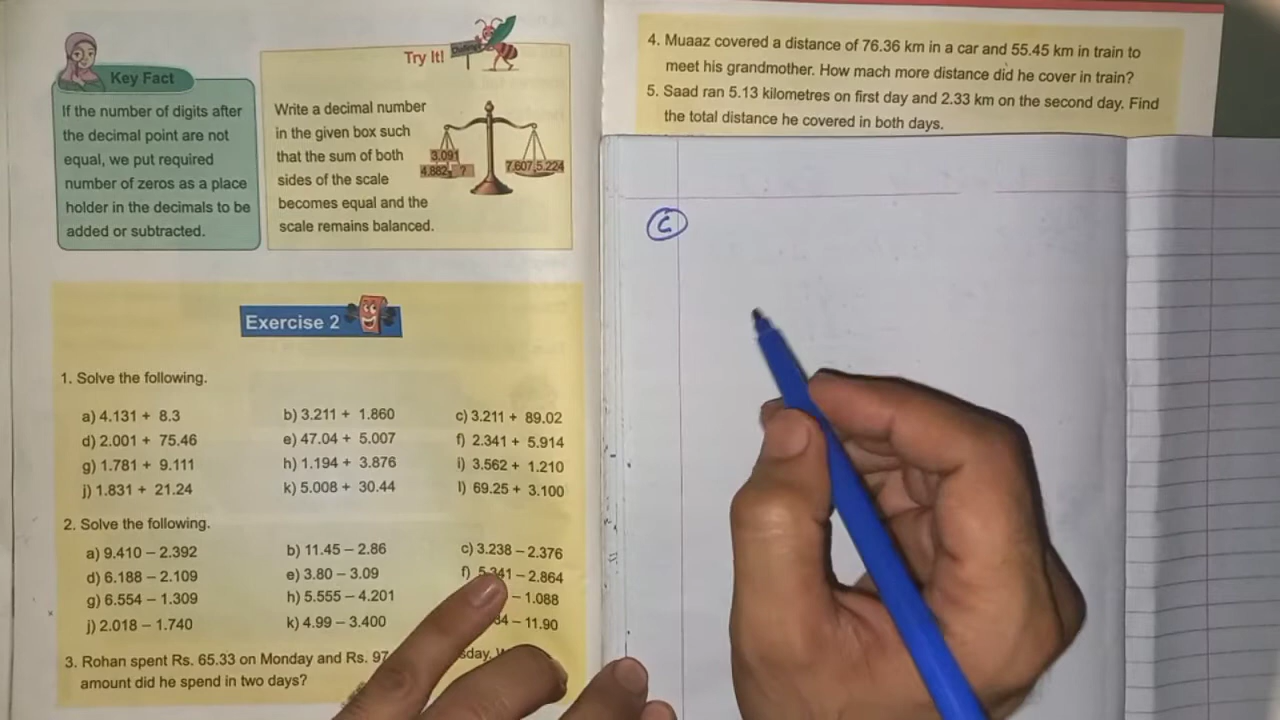 Key Fact
If the number of digits after
the decimal point are not
equal, we put required
number of zeros as a place
holder in the decimals to be
added or subtracted.
Try It!
Write a decimal number
in the given box such
that the sum of both
sides of the scale
becomes equal and the
scale remains balanced.
3.091
4.882, ?
7.607,5.224
Exercise 2
1. Solve the following.
a) 4.131 + 8.3
b) 3.211 + 1.860
c) 3.211 + 89.02
d) 2.001 + 75.46
e) 47.04 + 5.007
f) 2.341 + 5.914
g) 1.781 + 9.111
h) 1.194 + 3.876
i) 3.562 + 1.210
j) 1.831 + 21.24
k) 5.008 + 30.44
l) 69.25 + 3.100
2. Solve the following.
a) 9.410 – 2.392
b) 11.45 – 2.86
c) 3.238 – 2.376
d) 6.188 – 2.109
e) 3.80 – 3.09
f) 5.341 – 2.864
g) 6.554 – 1.309
h) 5.555 – 4.201
– 1.088
j) 2.018 – 1.740
k) 4.99 – 3.400
– 11.90
3. Rohan spent Rs. 65.33 on Monday and Rs. 97
amount did he spend in two days?
4. Muaaz covered a distance of 76.36 km in a car and 55.45 km in train to
meet his grandmother. How mach more distance did he cover in train?
5. Saad ran 5.13 kilometres on first day and 2.33 km on the second day. Find
the total distance he covered in both days.
C